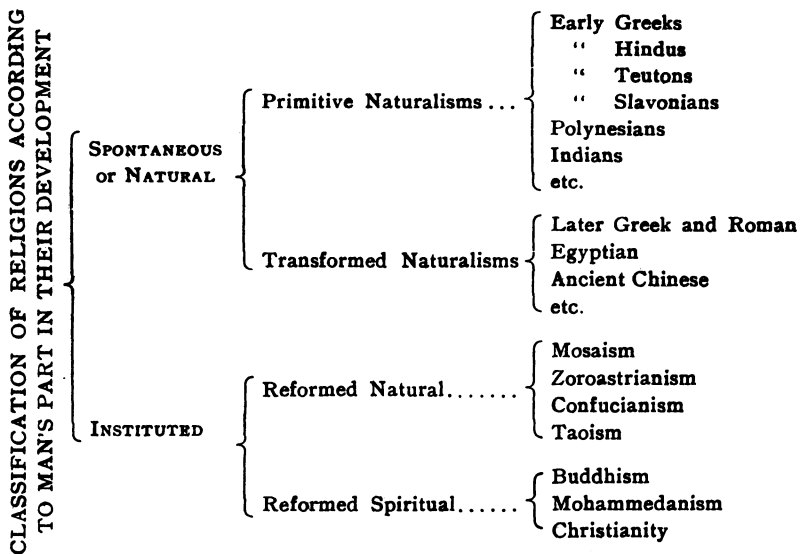 CLASSIFICATION OF RELIGIONS ACCORDING
TO MAN'S PART IN THEIR DEVELOPMENT
SPONTANEOUS
or NATURAL
Primitive Naturalisms ...
Early Greeks
“ Hindus
“ Teutons
“ Slavonians
Polynesians
Indians
etc.
Transformed Naturalisms
Later Greek and Roman
Egyptian
Ancient Chinese
etc.
INSTITUTED
Reformed Natural.......
Mosaism
Zoroastrianism
Confucianism
Taoism
Reformed Spiritual......
Buddhism
Mohammedanism
Christianity